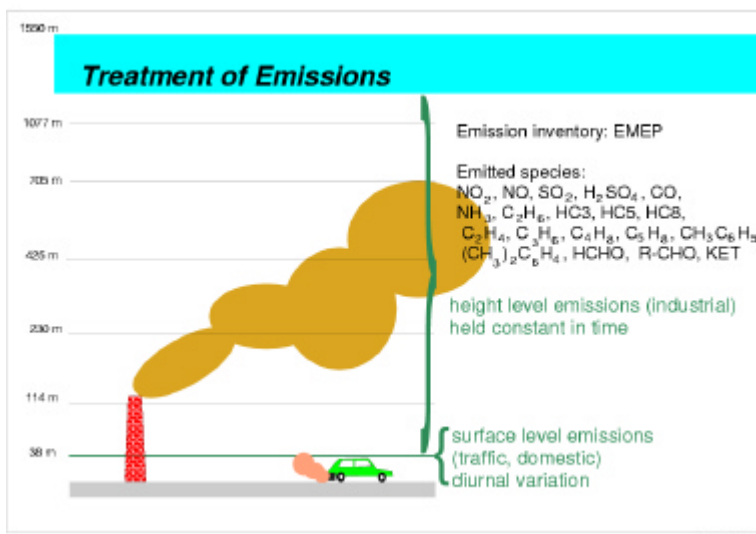 1550 m
Treatment of Emissions
1077 m
705 m
425 m
230 m
114 m
38 m
Emission inventory: EMEP
Emitted species:
NO₂, NO, SO₂, H₂SO₄, CO,
NH₃, C₂H₆, HC3, HC5, HC8,
C₂H₄, C₃H₆, C₄H₈, C₅H₈, CH₃C₆H₅
(CH₃)₂C₆H₄, HCHO, R-CHO, KET
height level emissions (industrial)
held constant in time
surface level emissions
(traffic, domestic)
diurnal variation